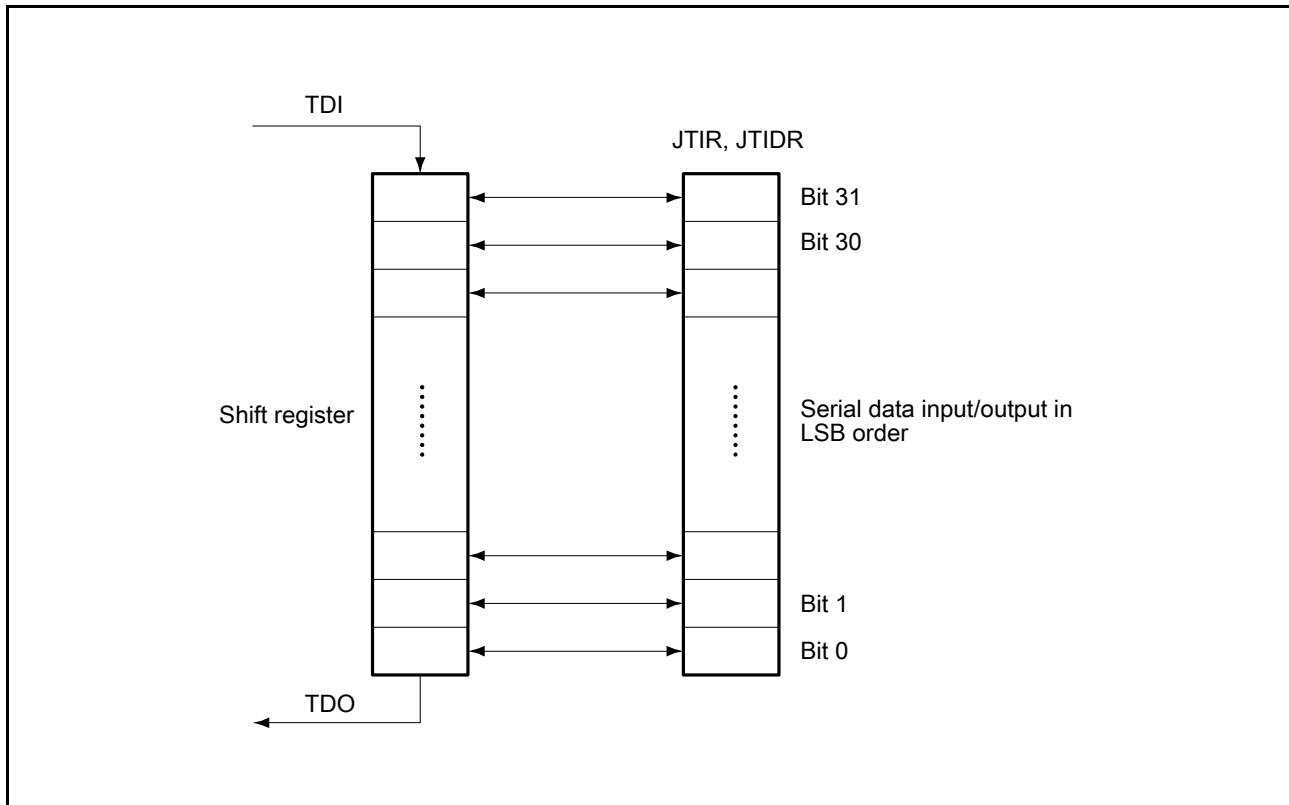 TDI
JTIR, JTIDR
Bit 31
Bit 30
Shift register
Serial data input/output in
LSB order
Bit 1
Bit 0
TDO